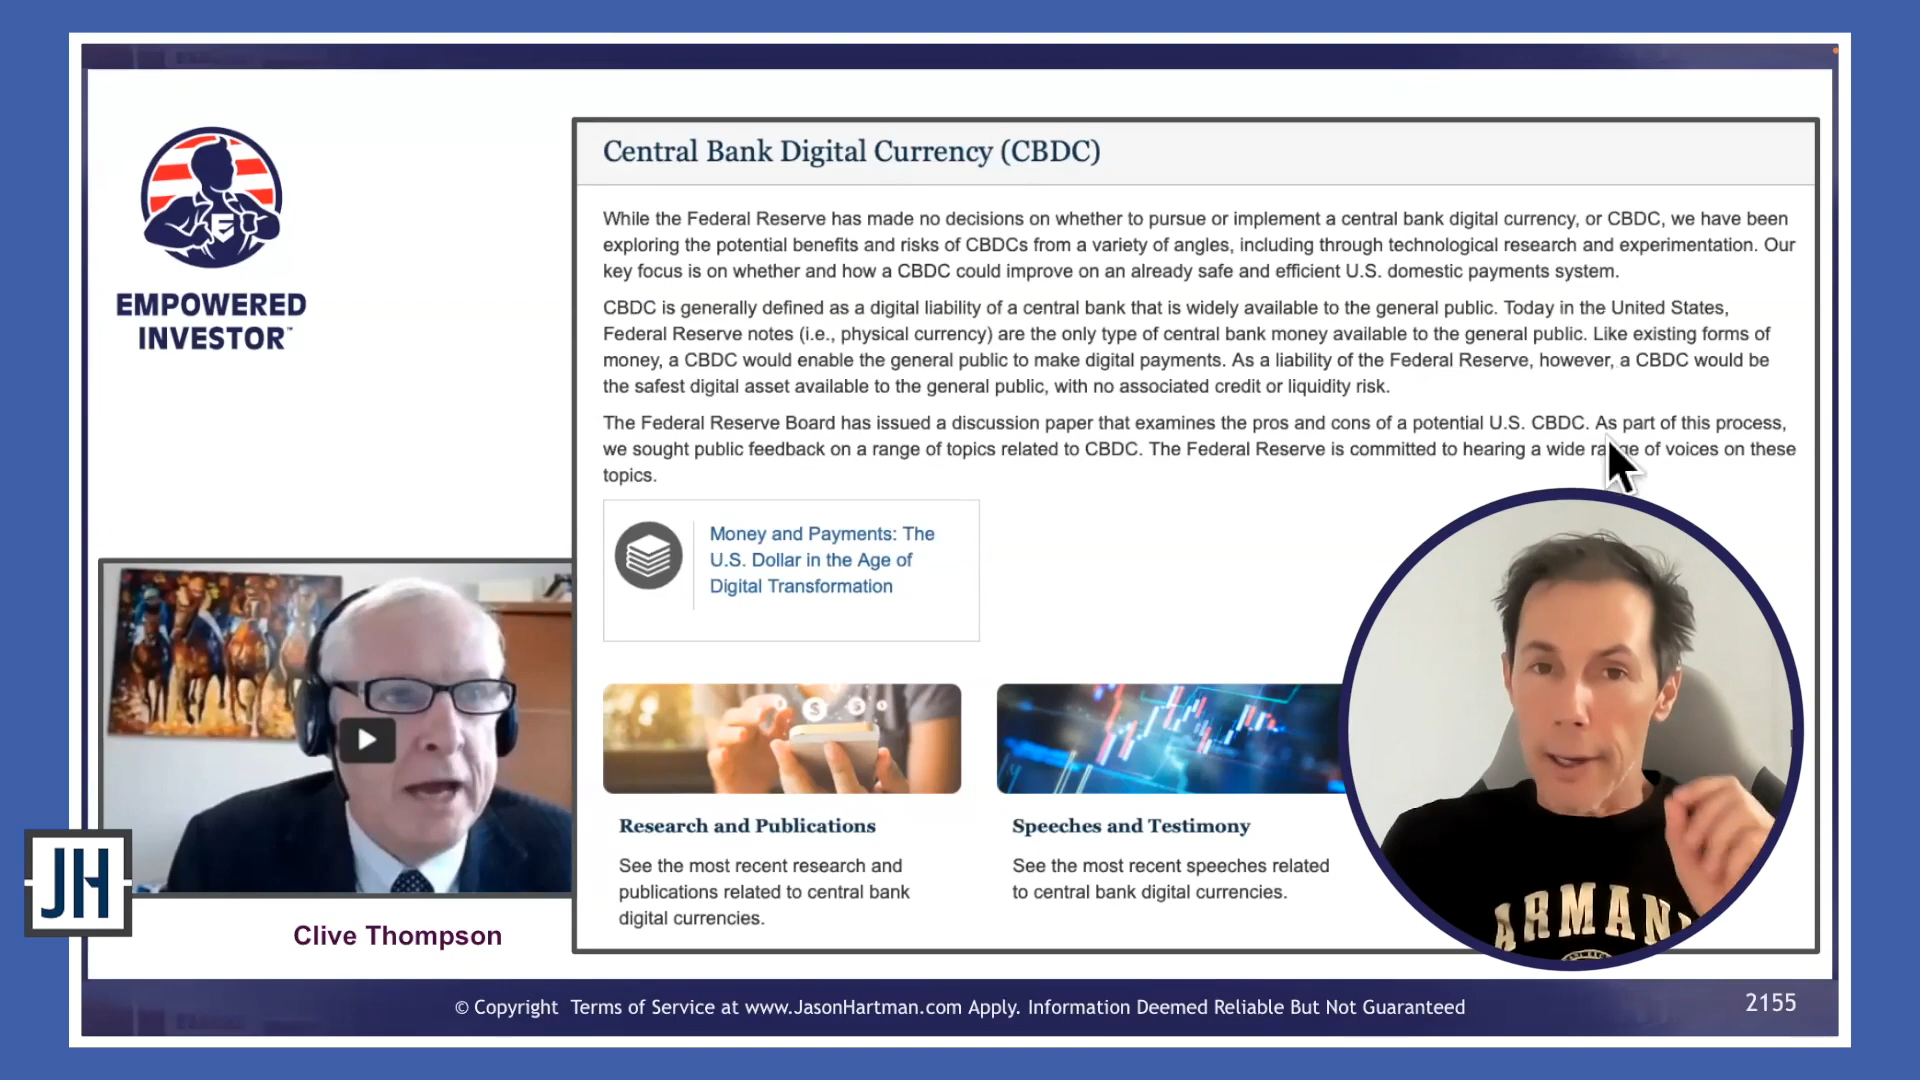 EMPOWERED
INVESTOR™
Central Bank Digital Currency (CBDC)
While the Federal Reserve has made no decisions on whether to pursue or implement a central bank digital currency, or CBDC, we have been
exploring the potential benefits and risks of CBDCs from a variety of angles, including through technological research and experimentation. Our
key focus is on whether and how a CBDC could improve on an already safe and efficient U.S. domestic payments system.
CBDC is generally defined as a digital liability of a central bank that is widely available to the general public. Today in the United States,
Federal Reserve notes (i.e., physical currency) are the only type of central bank money available to the general public. Like existing forms of
money, a CBDC would enable the general public to make digital payments. As a liability of the Federal Reserve, however, a CBDC would be
the safest digital asset available to the general public, with no associated credit or liquidity risk.
The Federal Reserve Board has issued a discussion paper that examines the pros and cons of a potential U.S. CBDC. As part of this process,
we sought public feedback on a range of topics related to CBDC. The Federal Reserve is committed to hearing a wide range of voices on these
topics.
Money and Payments: The
U.S. Dollar in the Age of
Digital Transformation
Research and Publications
See the most recent research and
publications related to central bank
digital currencies.
Speeches and Testimony
See the most recent speeches related
to central bank digital currencies.
ARMANI
JH
Clive Thompson
© Copyright Terms of Service at www.JasonHartman.com Apply. Information Deemed Reliable But Not Guaranteed
2155